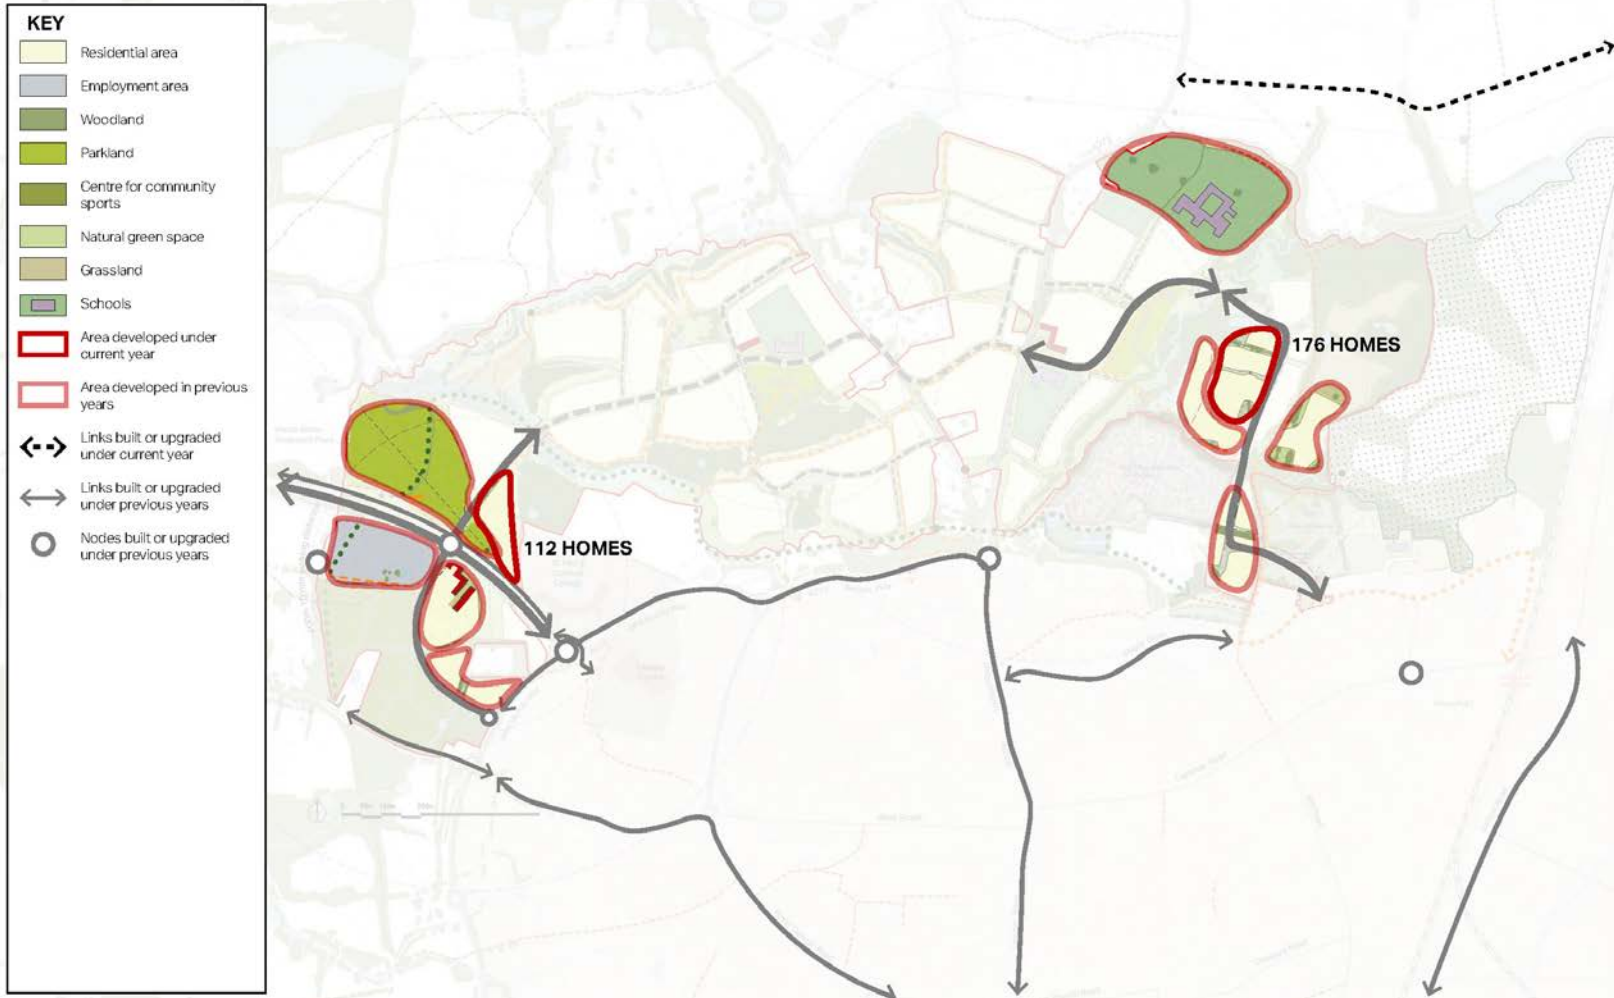 KEY
Residential area
Employment area
Woodland
Parkland
Centre for community
sports
Natural green space
Grassland
Schools
Area developed under
current year
Area developed in previous
years
Links built or upgraded
under current year
Links built or upgraded
under previous years
Nodes built or upgraded
under previous years
176 HOMES
112 HOMES